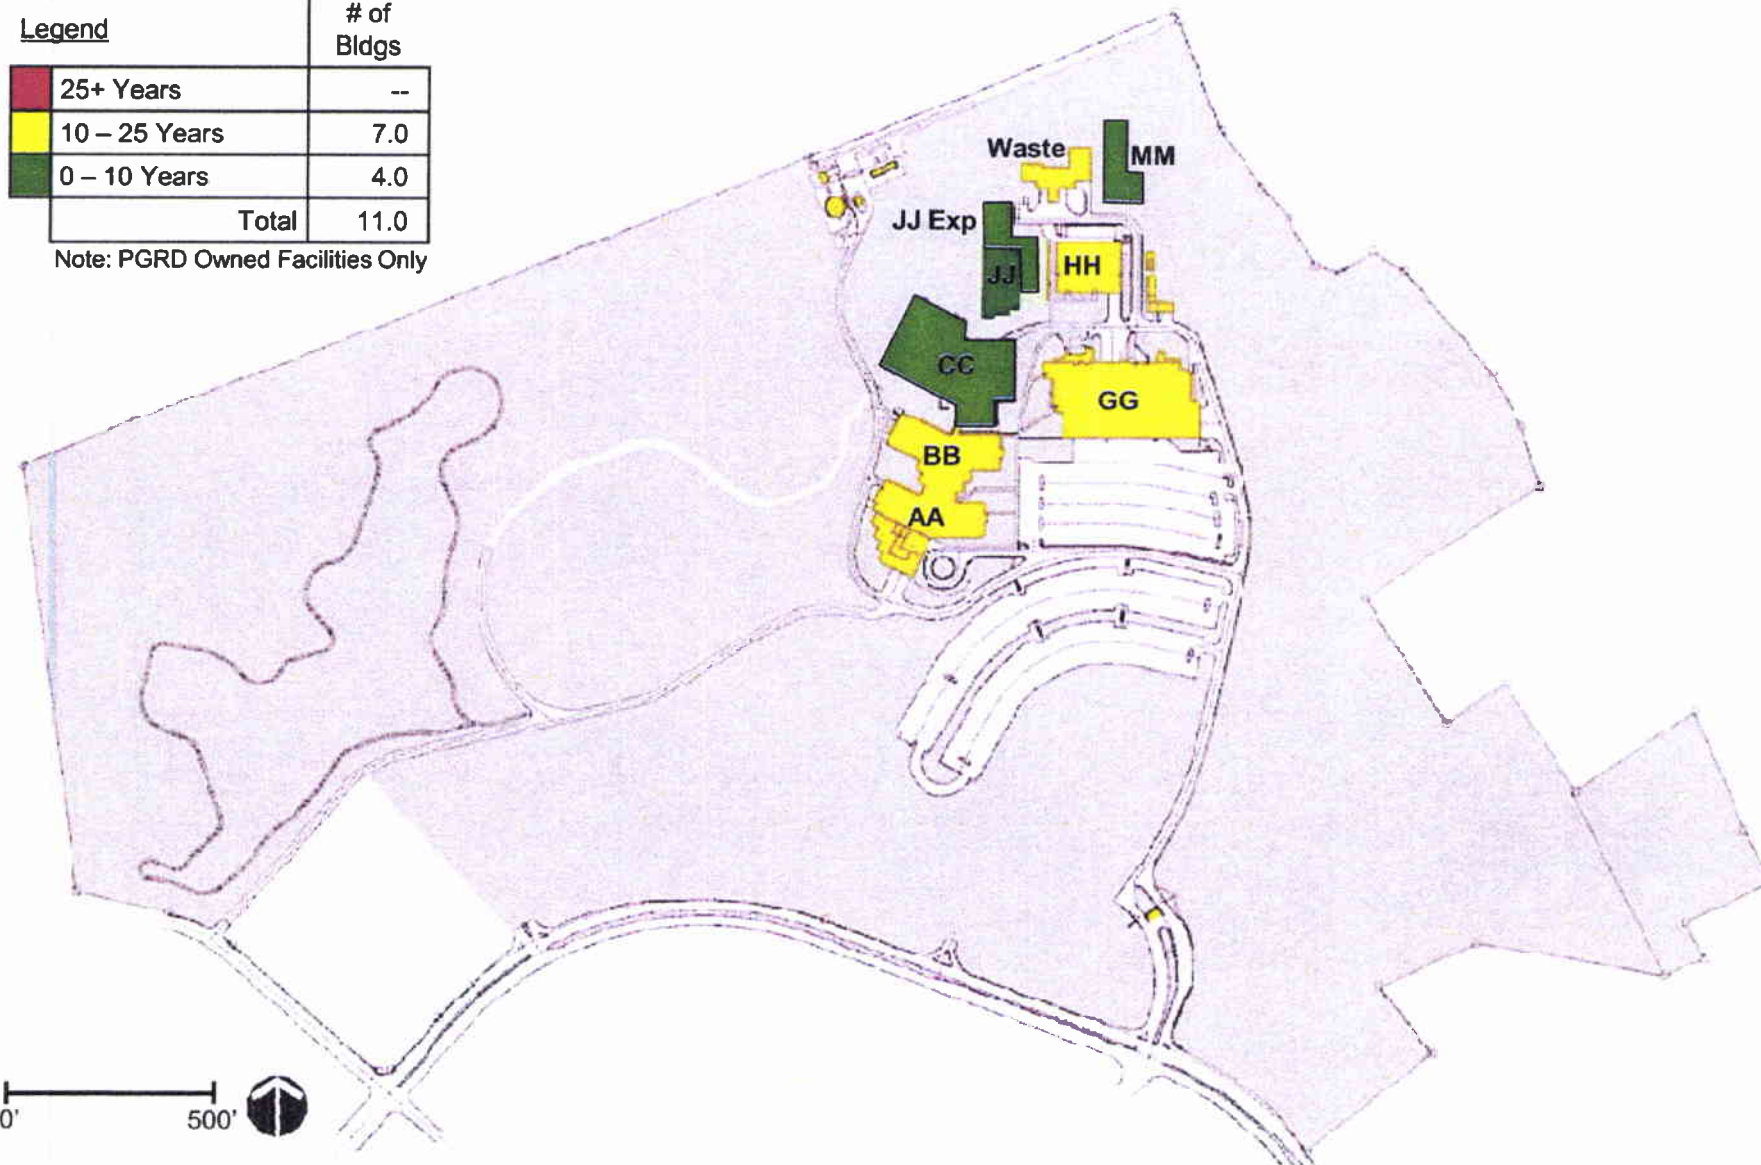 Legend
# of
Bldgs
25+ Years --
10 – 25 Years 7.0
0 – 10 Years 4.0
Total 11.0
Note: PGRD Owned Facilities Only
Waste
MM
JJ Exp
JJ
HH
CC
GG
BB
AA
0' 500'